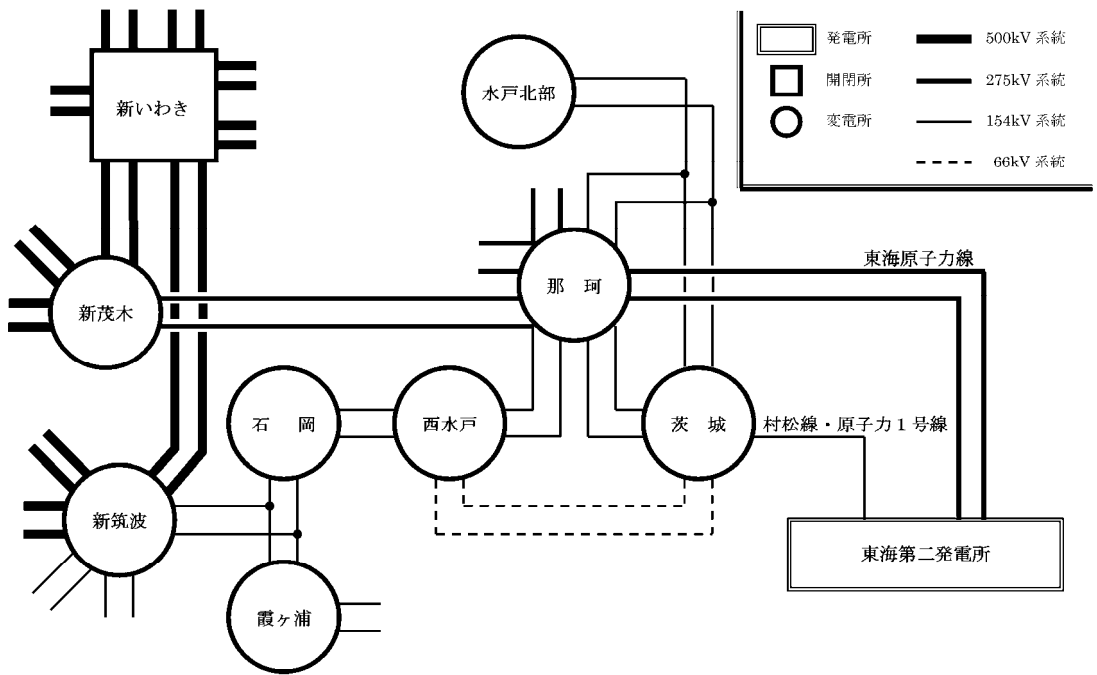 発電所
500kV 系統
開閉所
275kV 系統
変電所
154kV 系統
66kV 系統
新いわき
水戸北部
東海原子力線
那 珂
新茂木
石 岡
西水戸
茨 城
村松線・原子力1号線
新筑波
東海第二発電所
霞ヶ浦